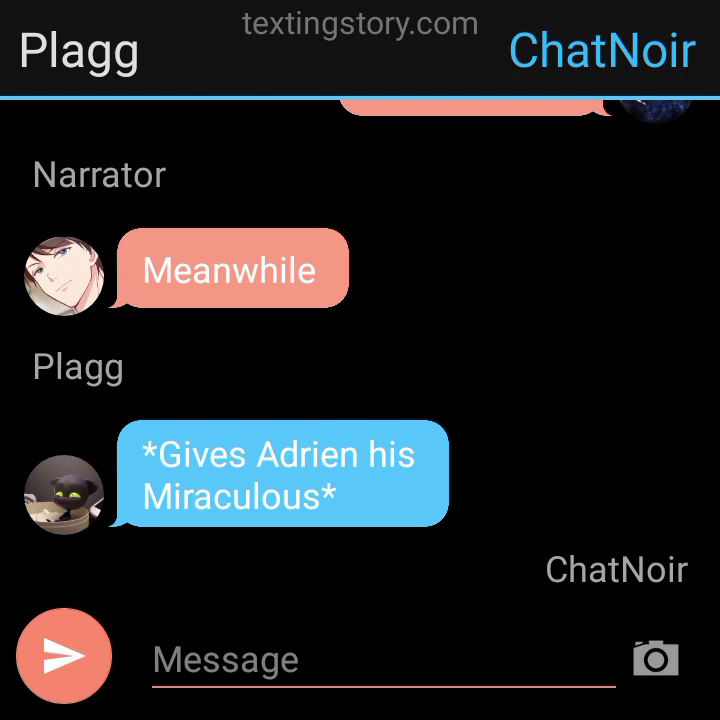 textingstory.com
Plagg
ChatNoir
Narrator
Meanwhile
Plagg
*Gives Adrien his
Miraculous*
ChatNoir
Message